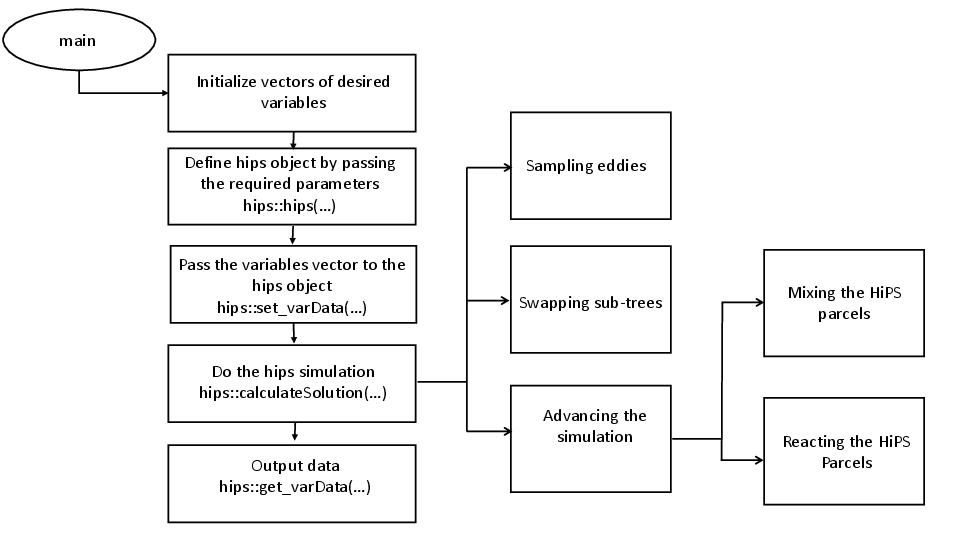 main
Initialize vectors of desired
variables
Define hips object by passing
the required parameters
hips::hips(...)
Pass the variables vector to the
hips object
hips::set_varData(...)
Do the hips simulation
hips::calculateSolution(...)
Output data
hips::get_varData(...)
Sampling eddies
Swapping sub-trees
Advancing the
simulation
Mixing the HiPS
parcels
Reacting the HiPS
Parcels